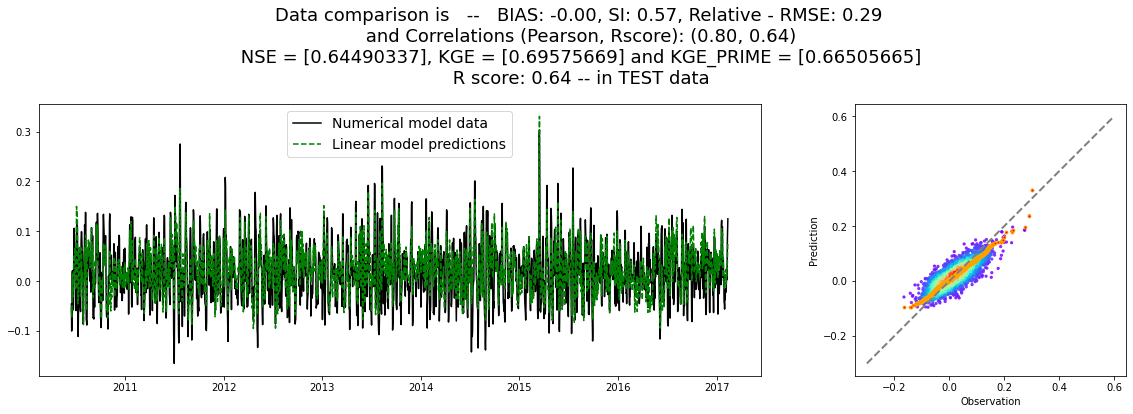 Data comparison is -- BIAS: -0.00, SI: 0.57, Relative - RMSE: 0.29
and Correlations (Pearson, Rscore): (0.80, 0.64)
NSE = [0.64490337], KGE = [0.69575669] and KGE_PRIME = [0.66505665]
R score: 0.64 -- in TEST data
Numerical model data
Linear model predictions
0.3
0.2
0.1
0.0
−0.1
2011
2012
2013
2014
2015
2016
2017
Prediction
0.6
0.4
0.2
0.0
−0.2
−0.2
0.0
0.2
0.4
0.6
Observation